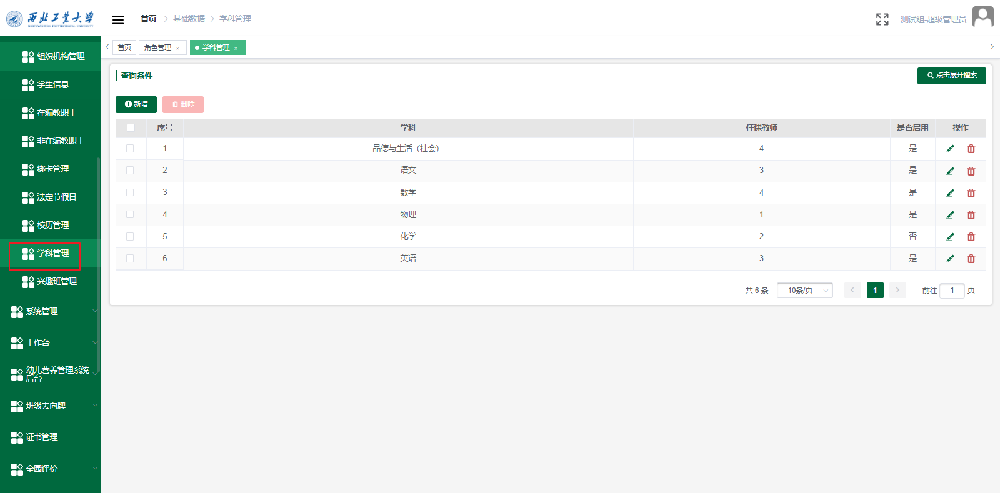 西北工业大学
NORTHWESTERN POLYTECHNICAL UNIVERSITY
首页 > 基础数据 > 学科管理
测试组-超级管理员
首页
角色管理 ×
学科管理 ×
组织机构管理
学生信息
在编教职工
非在编教职工
绑卡管理
法定节假日
校历管理
学科管理
兴趣班管理
系统管理
工作台
幼儿营养管理系统
后台
班级去向牌
证书管理
全园评价
查询条件
点击展开搜索
新增
删除
序号 学科 任课教师 是否启用 操作
1 品德与生活（社会） 4 是
2 语文 3 是
3 数学 4 是
4 物理 1 是
5 化学 2 否
6 英语 3 是
共 6 条 10条/页 < 1 > 前往 1 页